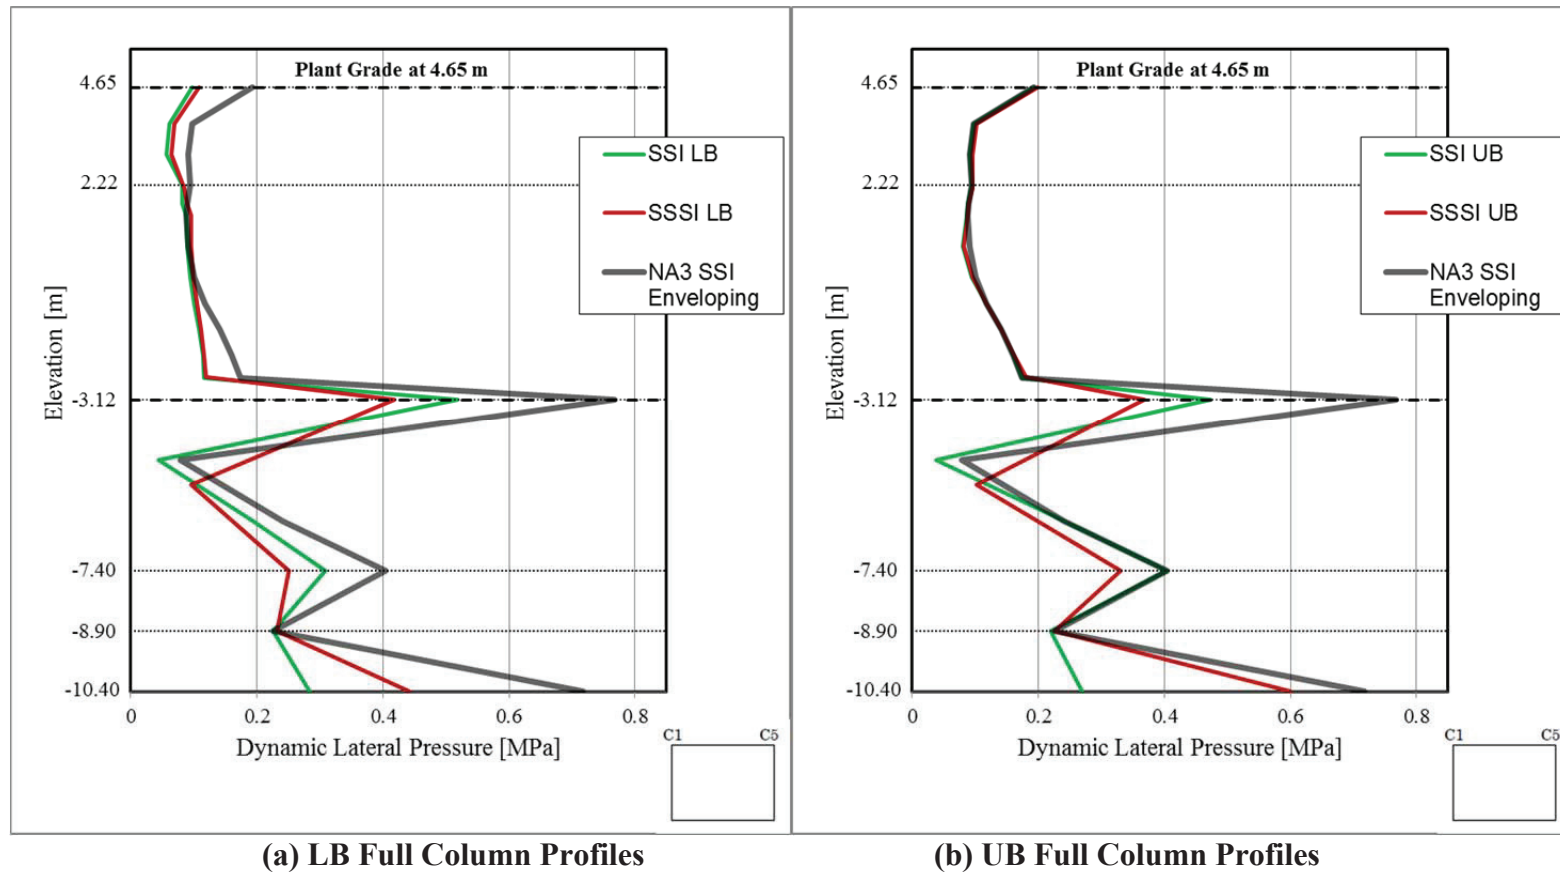 Plant Grade at 4.65 m
4.65
2.22
-3.12
-7.40
-8.90
-10.40
Elevation [m]
SSI LB
SSSI LB
NA3 SSI
Enveloping
0 0.2 0.4 0.6 0.8
Dynamic Lateral Pressure [MPa]
C1 C5
(a) LB Full Column Profiles
Plant Grade at 4.65 m
4.65
2.22
-3.12
-7.40
-8.90
-10.40
Elevation [m]
SSI UB
SSSI UB
NA3 SSI
Enveloping
0 0.2 0.4 0.6 0.8
Dynamic Lateral Pressure [MPa]
C1 C5
(b) UB Full Column Profiles